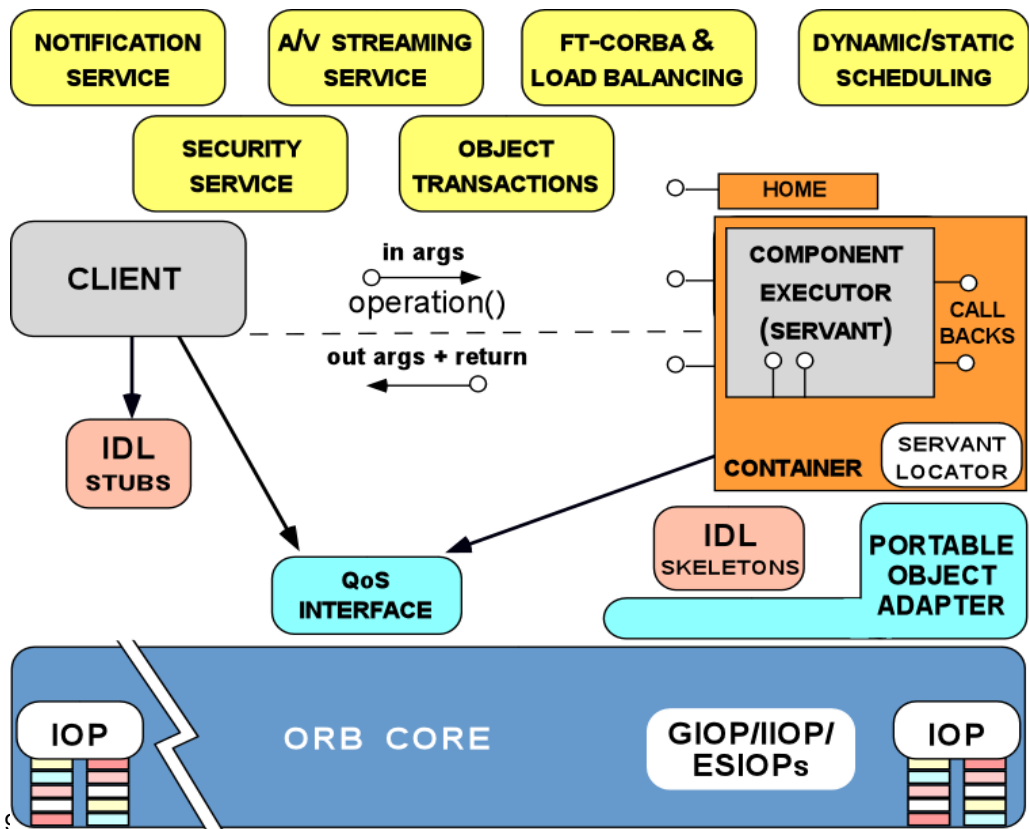 NOTIFICATION
SERVICE
A/V STREAMING
SERVICE
FT-CORBA &
LOAD BALANCING
DYNAMIC/STATIC
SCHEDULING
SECURITY
SERVICE
OBJECT
TRANSACTIONS
HOME
CLIENT
in args
operation()
out args + return
COMPONENT
EXECUTOR
(SERVANT)
CALL
BACKS
CONTAINER
SERVANT
LOCATOR
IDL
STUBS
QoS
INTERFACE
IDL
SKELETONS
PORTABLE
OBJECT
ADAPTER
IOP
ORB CORE
GIOP/IIOP/
ESIOPs
IOP